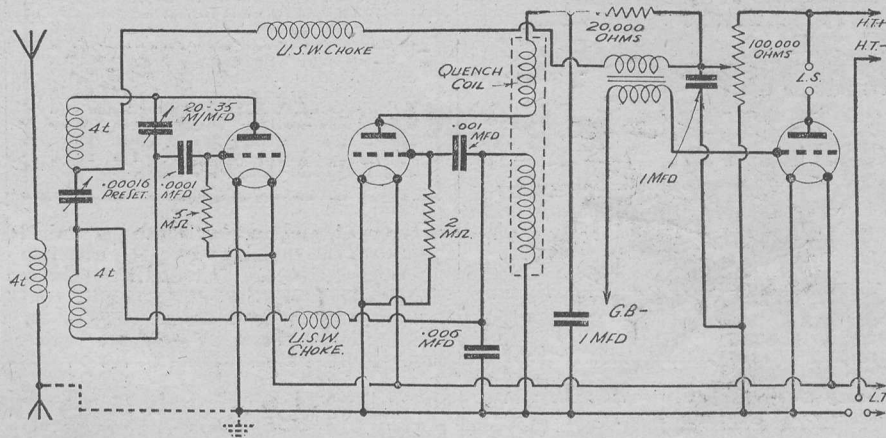 U.S.W. CHOKE
20,000
OHMS
H.T.+
H.T.-
100,000
OHMS
QUENCH
COIL
L.S.
4t
20-35
M/MFD
.001
MFD
1 MFD
.00016
PRESET.
.0001
MFD
5
MΩ.
2
MΩ
4t
4t
U.S.W.
CHOKE.
.006
MFD
G.B-
1 MFD
L.T.